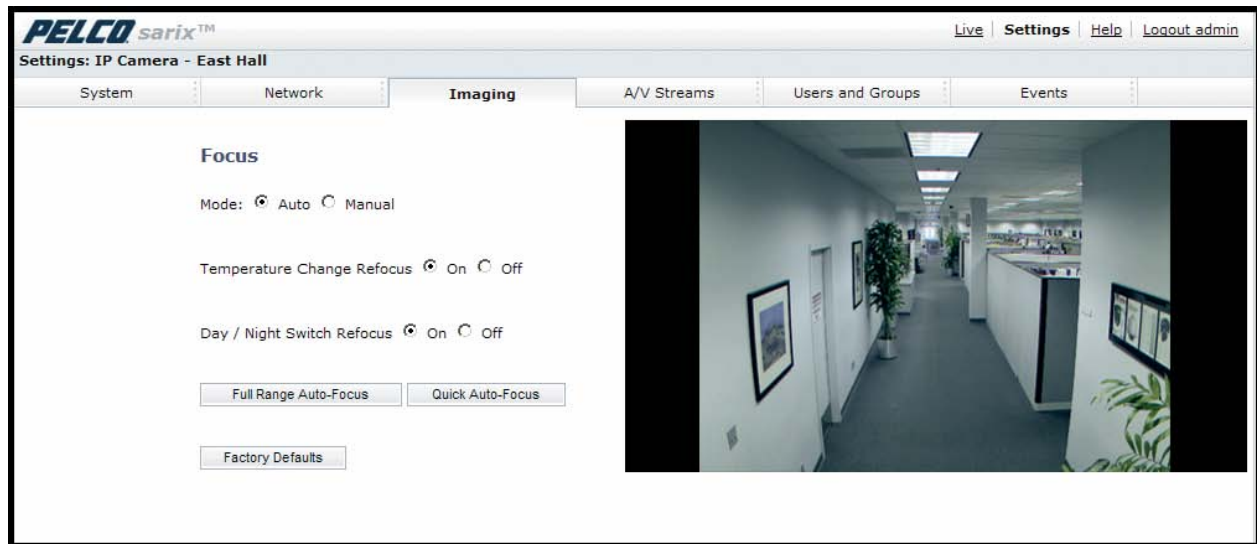 PELCO sarix™
Live Settings Help Logout admin
Settings: IP Camera - East Hall
System Network Imaging A/V Streams Users and Groups Events
Focus
Mode: Auto Manual
Temperature Change Refocus On Off
Day / Night Switch Refocus On Off
Full Range Auto-Focus Quick Auto-Focus
Factory Defaults